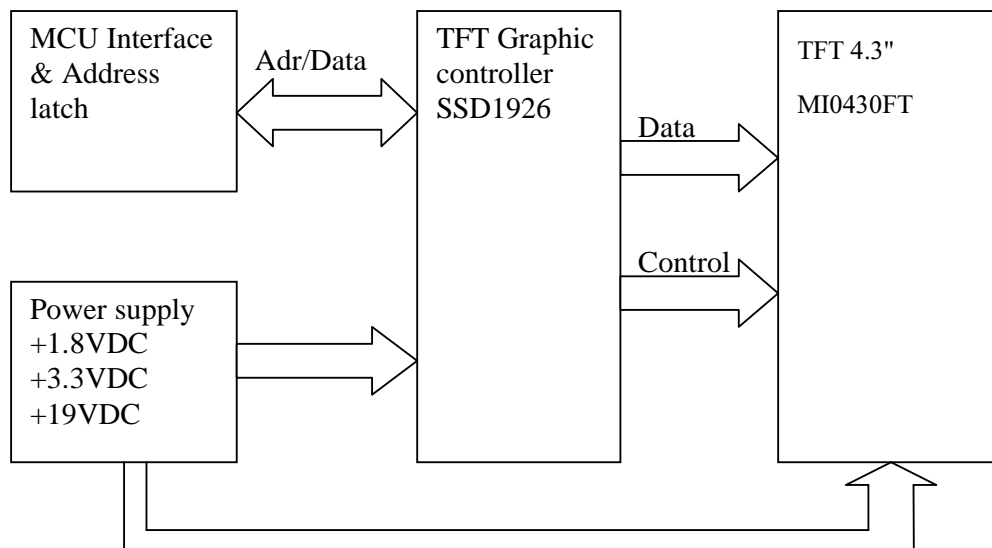 MCU Interface
& Address
latch
Adr/Data
TFT Graphic
controller
SSD1926
Data
Control
TFT 4.3"
MI0430FT
Power supply
+1.8VDC
+3.3VDC
+19VDC